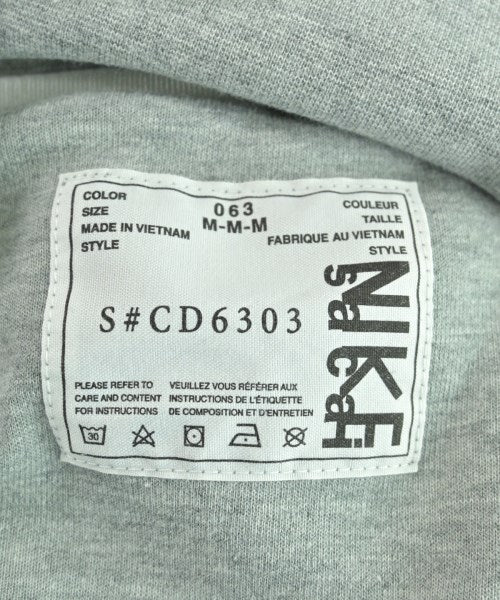 COLOR 063 COULEUR
SIZE M-M-M TAILLE
MADE IN VIETNAM FABRIQUE AU VIETNAM
STYLE STYLE
S#CD6303
NIKE
sacai
PLEASE REFER TO
CARE AND CONTENT
FOR INSTRUCTIONS
VEUILLEZ VOUS RÉFÉRER AUX
INSTRUCTIONS DE L'ÉTIQUETTE
DE COMPOSITION ET D'ENTRETIEN
30